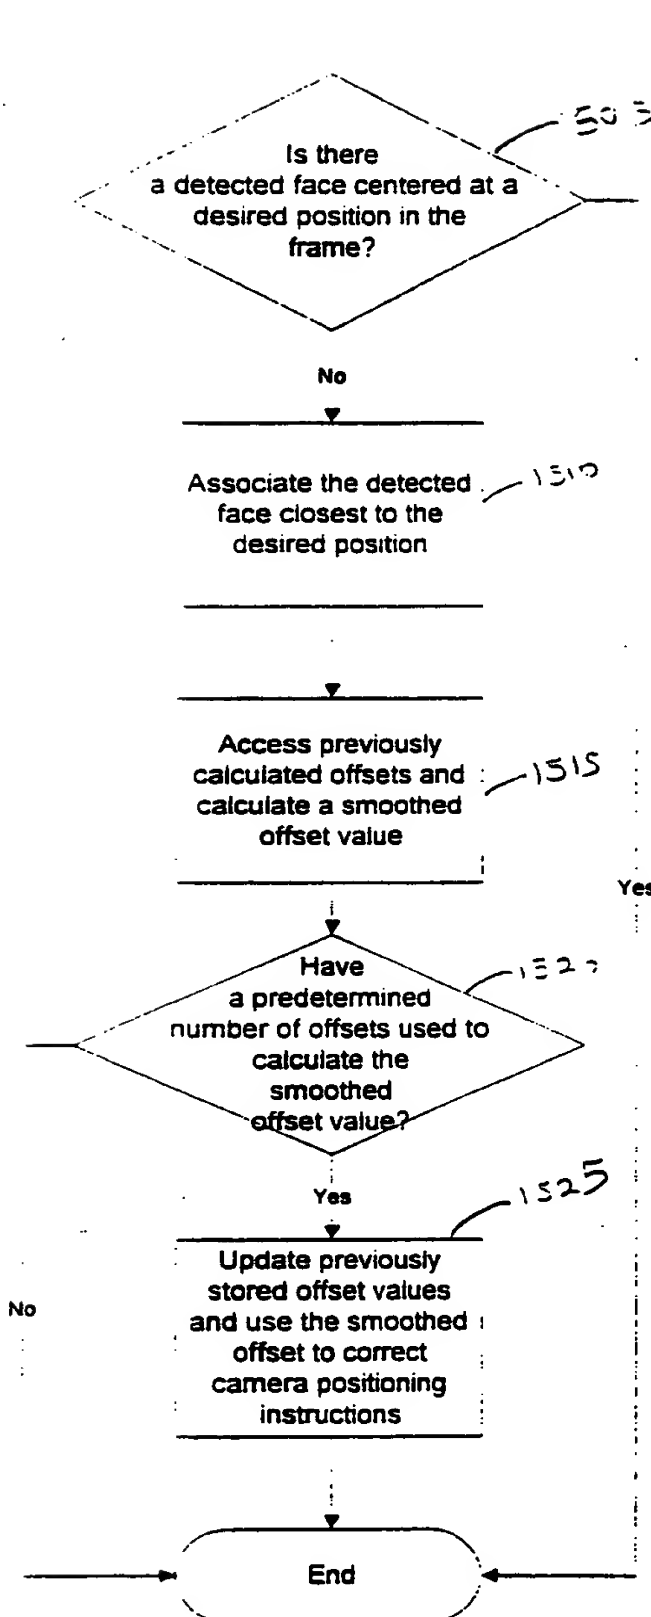 505
Is there
a detected face centered at a
desired position in the
frame?
No
Associate the detected
face closest to the
desired position
1510
Access previously
calculated offsets and
calculate a smoothed
offset value
1515
Yes
Have
a predetermined
number of offsets used to
calculate the
smoothed
offset value?
1520
Yes
1525
Update previously
stored offset values
and use the smoothed
offset to correct
camera positioning
instructions
No
End